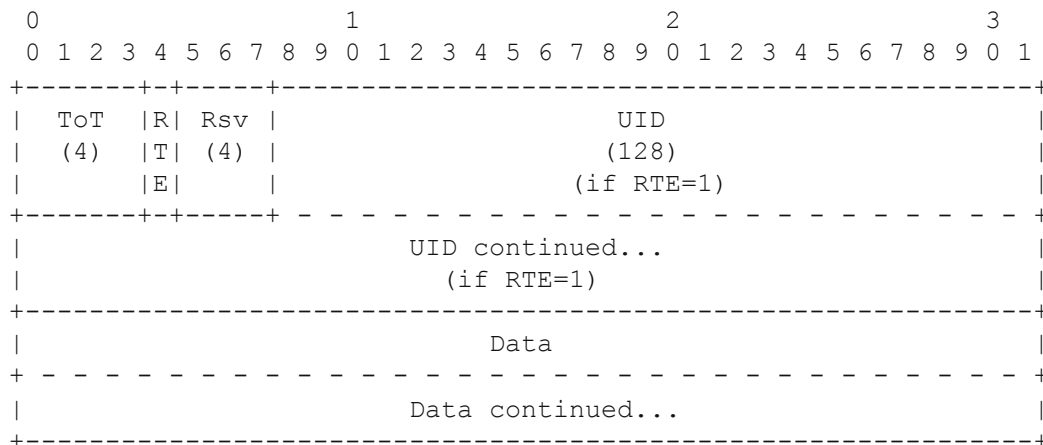 0                   1                   2                   3
 0 1 2 3 4 5 6 7 8 9 0 1 2 3 4 5 6 7 8 9 0 1 2 3 4 5 6 7 8 9 0 1
+-------+-+-----+-----------------------------------------------+
|  ToT  |R| Rsv |                     UID                       |
|  (4)  |T| (4) |                    (128)                      |
|       |E|     |                  (if RTE=1)                   |
+-------+-+-----+ - - - - - - - - - - - - - - - - - - - - - - - +
|                        UID continued...                       |
|                          (if RTE=1)                           |
+---------------------------------------------------------------+
|                             Data                              |
+ - - - - - - - - - - - - - - - - - - - - - - - - - - - - - - - +
|                        Data continued...                      |
+---------------------------------------------------------------+